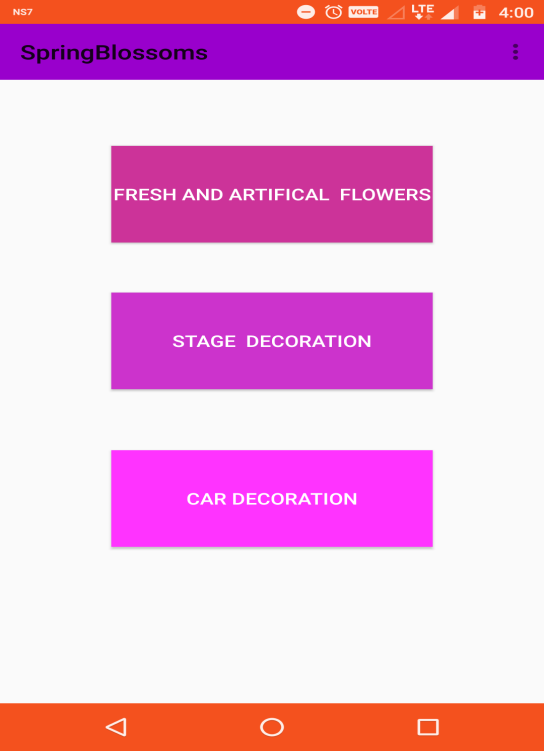 NS7 VOLTE LTE 4:00
SpringBlossoms
FRESH AND ARTIFICAL FLOWERS
STAGE DECORATION
CAR DECORATION